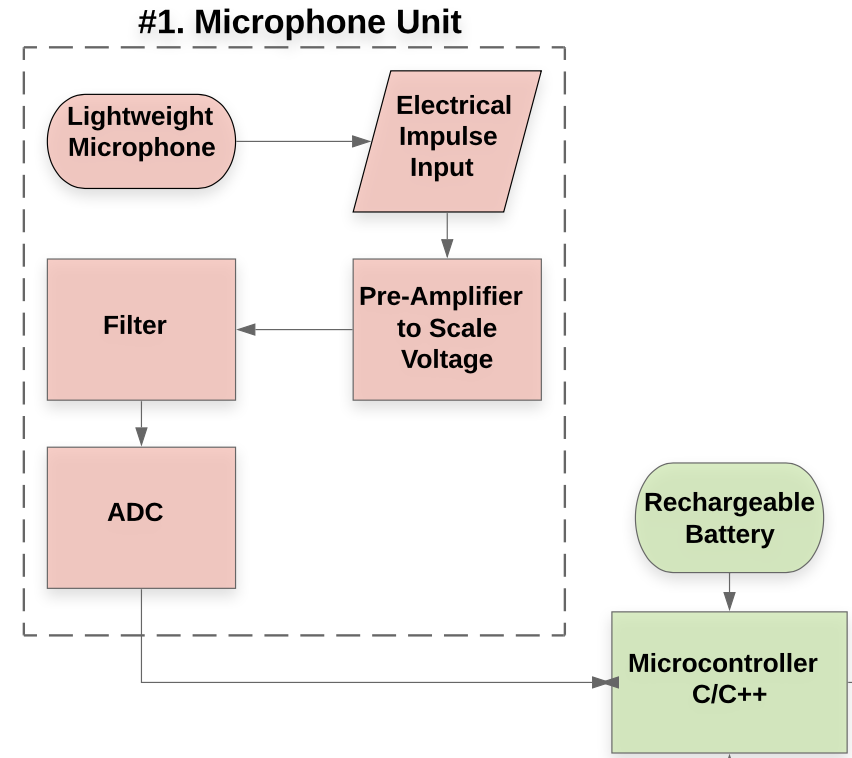 #1. Microphone Unit
Lightweight
Microphone
Electrical
Impulse
Input
Pre-Amplifier
to Scale
Voltage
Filter
ADC
Rechargeable
Battery
Microcontroller
C/C++